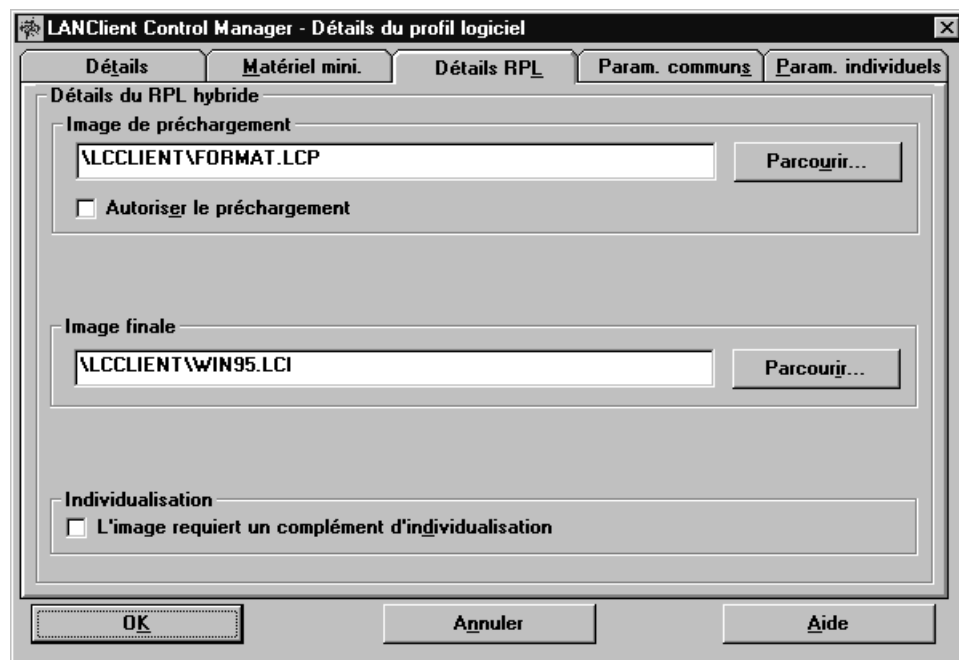 LANClient Control Manager - Détails du profil logiciel
Détails Matériel mini. Détails RPL Param. communs Param. individuels
Détails du RPL hybride
Image de préchargement
\LCCLIENT\FORMAT.LCP Parcourir...
Autoriser le préchargement
Image finale
\LCCLIENT\WIN95.LCI Parcourir...
Individualisation
L'image requiert un complément d'individualisation
OK Annuler Aide